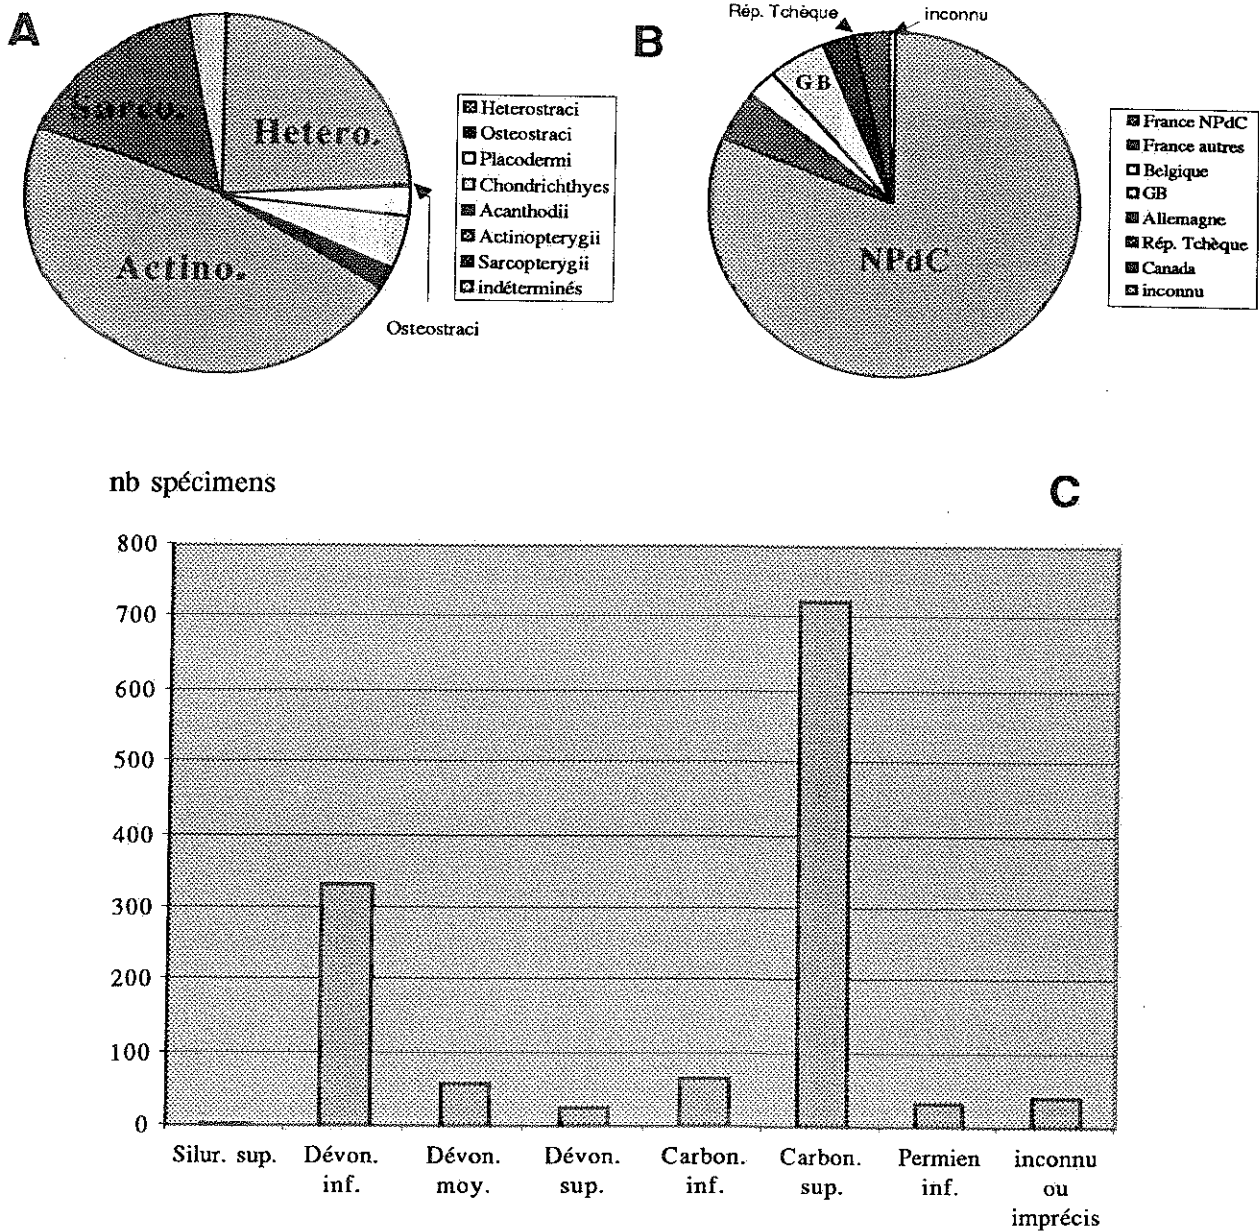 A
Sarco.
Hetero.
Actino.
Heterostraci
Osteostraci
Placodermi
Chondrichthyes
Acanthodii
Actinopterygii
Sarcopterygii
indéterminés
Osteostraci
B
Rép. Tchèque
inconnu
GB
NPdC
France NPdC
France autres
Belgique
GB
Allemagne
Rép. Tchèque
Canada
inconnu
nb spécimens
C
800
700
600
500
400
300
200
100
0
Silur. sup.
Dévon.
inf.
Dévon.
moy.
Dévon.
sup.
Carbon.
inf.
Carbon.
sup.
Permien
inf.
inconnu
ou
imprécis